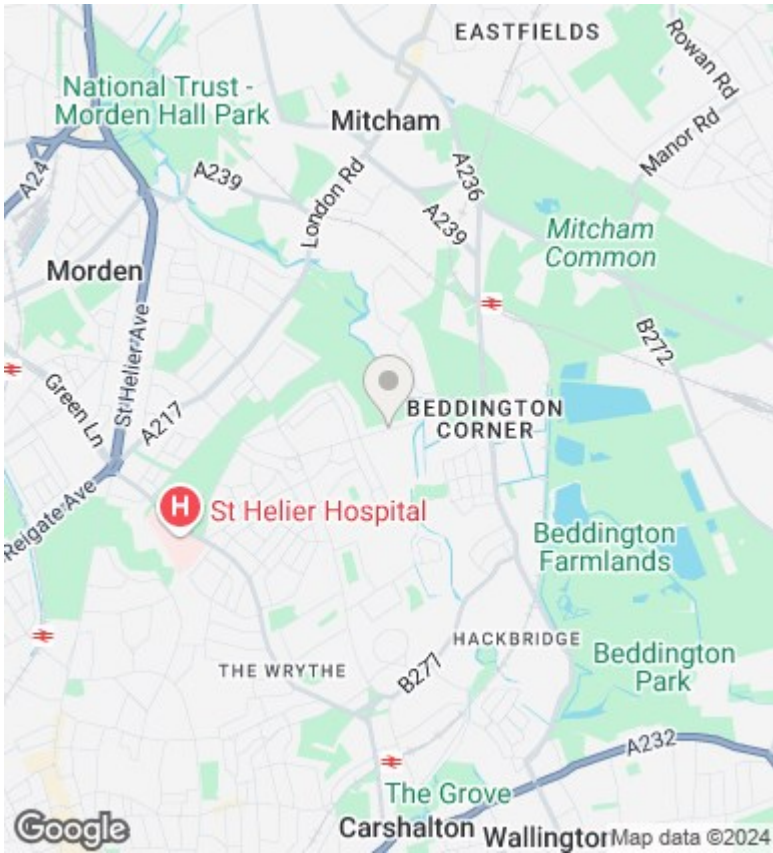 EASTFIELDS
Rowan Rd
National Trust -
Morden Hall Park
Mitcham
Manor Rd
A24
A239
London Rd
A236
A239
Mitcham
Common
Morden
St Helier Ave
B272
Green Ln
A217
BEDDINGTON
CORNER
Reigate Ave
H
St Helier Hospital
Beddington
Farmlands
HACKBRIDGE
THE WRYTHE
B277
Beddington
Park
A232
The Grove
Carshalton
Wallington
Google
Map data ©2024